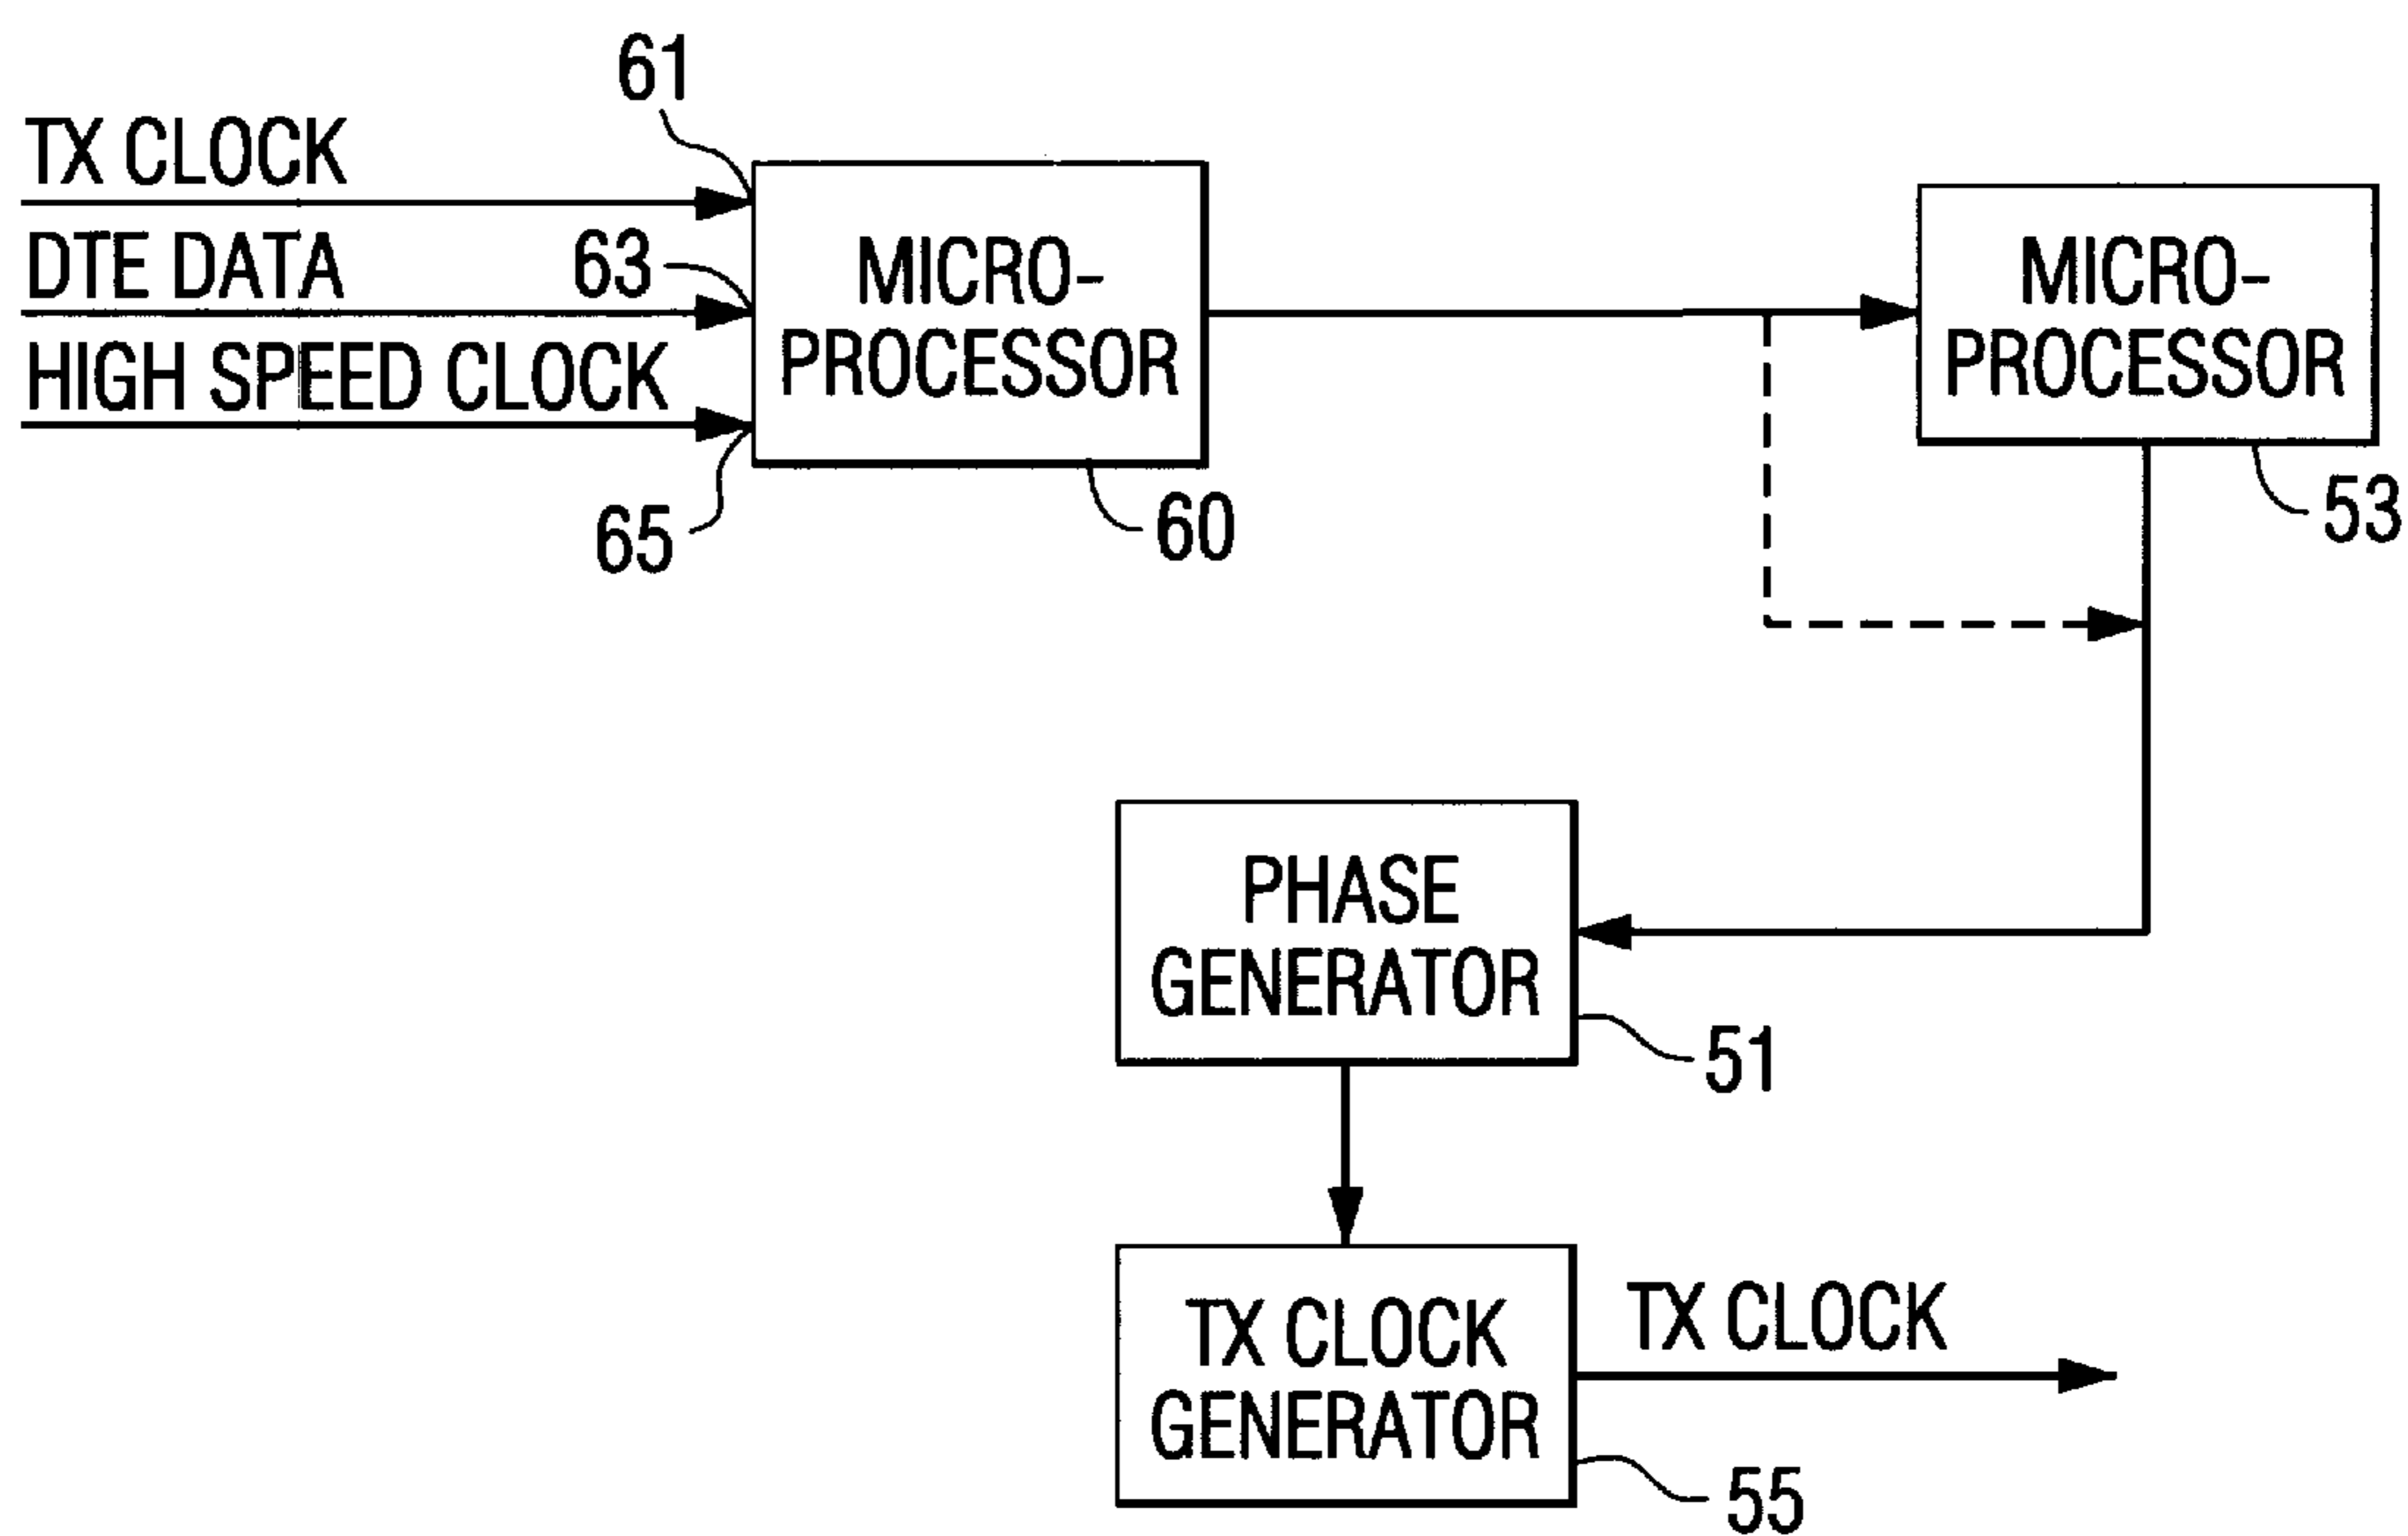 61
TX CLOCK
DTE DATA
63
HIGH SPEED CLOCK
65
MICRO-
PROCESSOR
60
MICRO-
PROCESSOR
53
PHASE
GENERATOR
51
TX CLOCK
GENERATOR
TX CLOCK
55